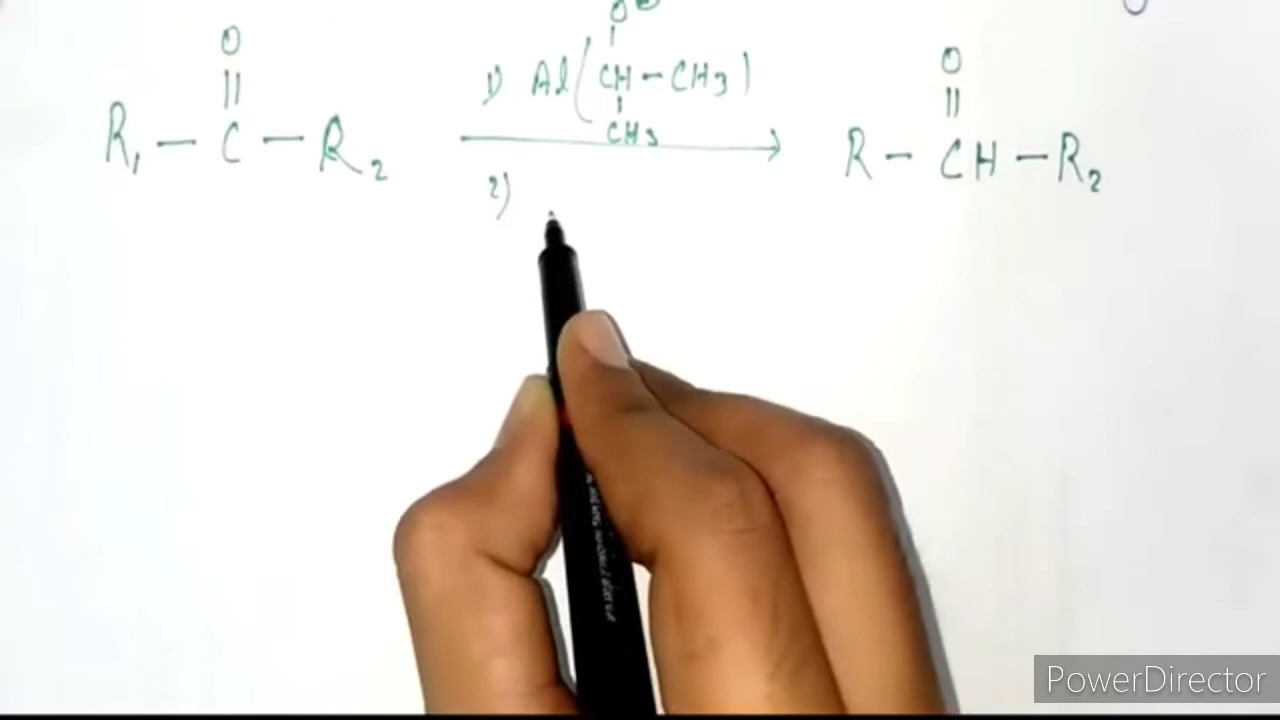 O
O
O
||
||
1) Al(CH-CH3)
R1-C-R2
CH3
R-CH-R2
2)
PowerDirector